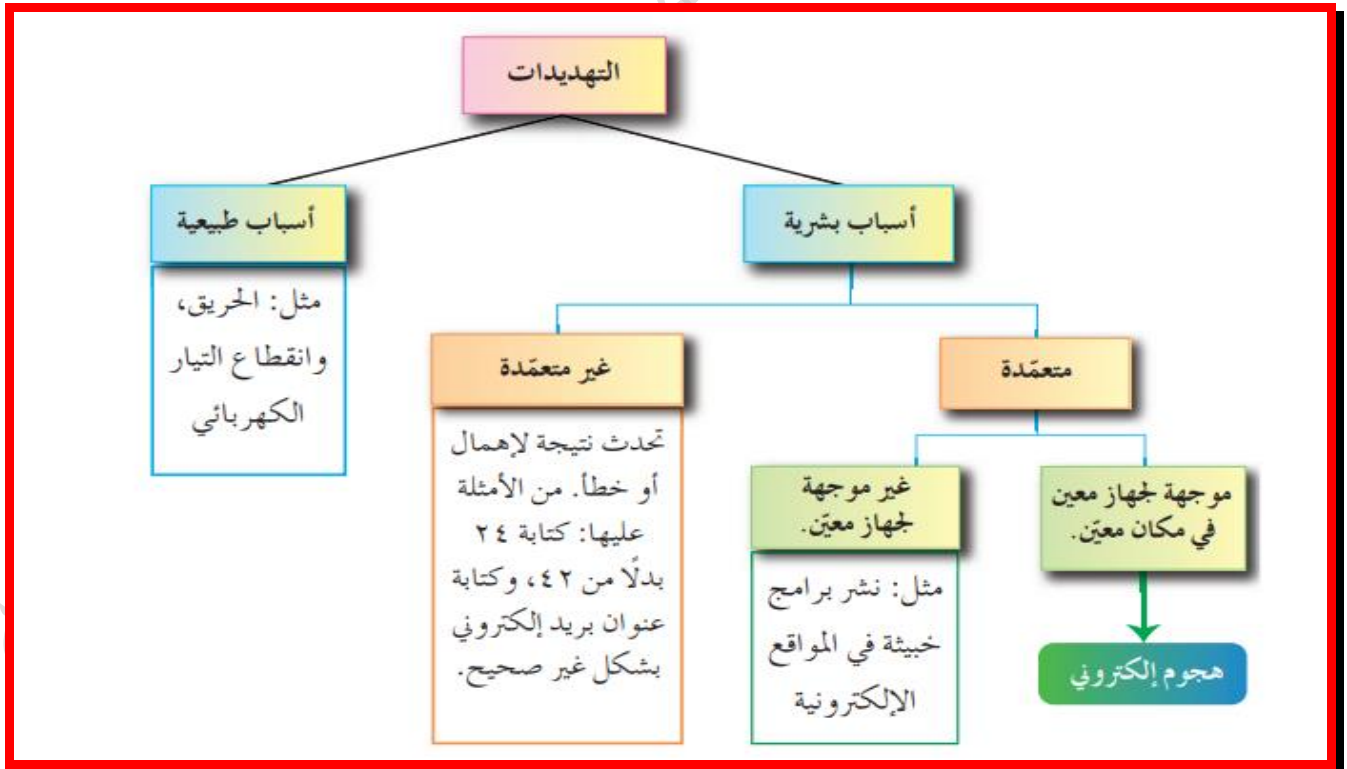 التهديدات
أسباب بشرية
أسباب طبيعية
مثل: الحريق،
وانقطاع التيار
الكهربائي
متعمّدة
غير متعمّدة
تحدث نتيجة لإهمال
أو خطأ. من الأمثلة
عليها: كتابة ٢٤
بدلًا من ٤٢، وكتابة
عنوان بريد إلكتروني
بشكل غير صحيح.
موجهة لجهاز معين
في مكان معيّن.
هجوم إلكتروني
غير موجهة
لجهاز معيّن.
مثل: نشر برامج
خبيثة في المواقع
الإلكترونية